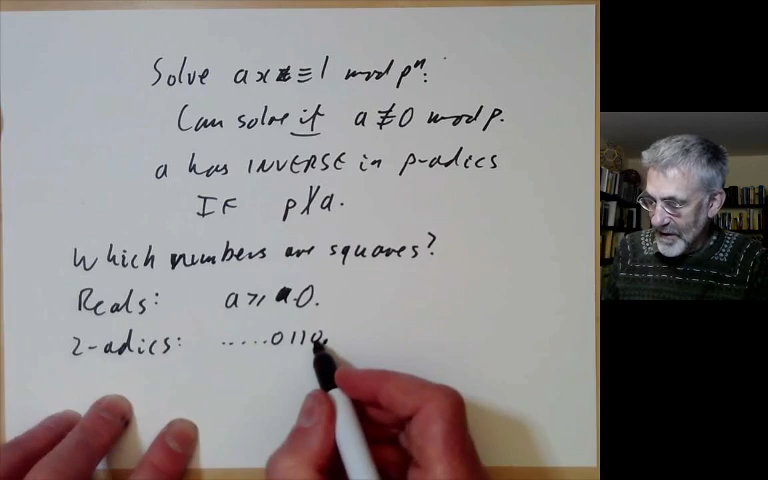 Solve ax ≡ 1 mod pⁿ:
Can solve if a ≢ 0 mod p.
a has INVERSE in p-adics
IF p∤a.
Which numbers are squares?
Reals: a ⩾ 0.
2-adics: .....0110.